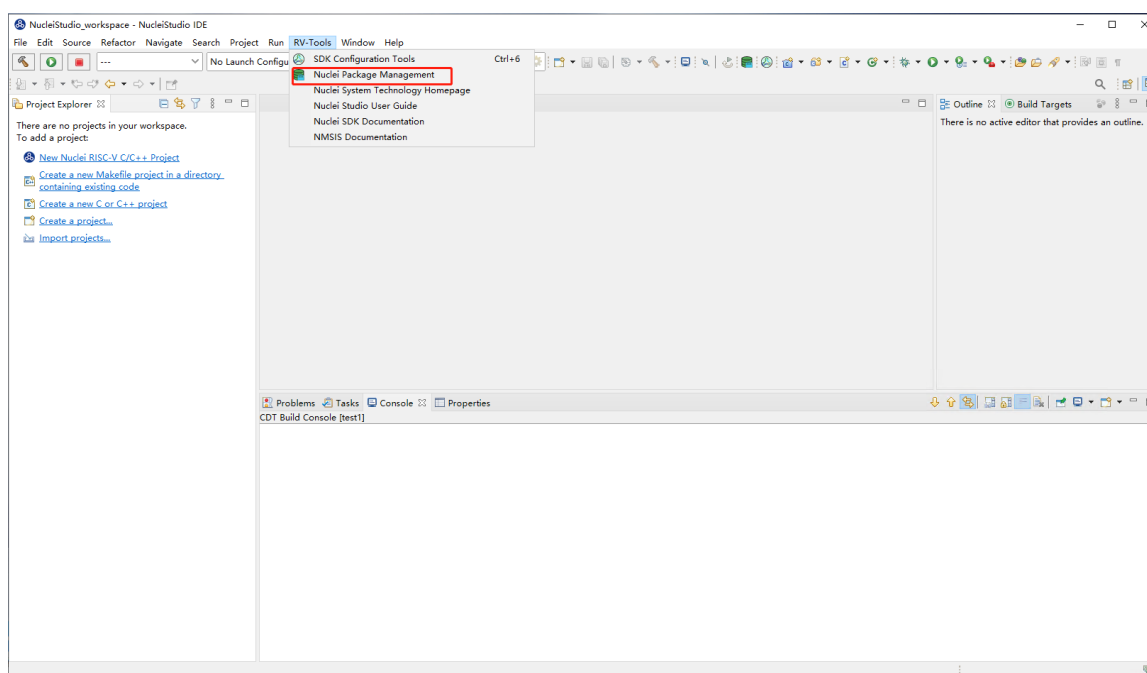 NucleiStudio_workspace - NucleiStudio IDE
File Edit Source Refactor Navigate Search Project Run RV-Tools Window Help
--- No Launch Configu
SDK Configuration Tools Ctrl+6
Nuclei Package Management
Nuclei System Technology Homepage
Nuclei Studio User Guide
Nuclei SDK Documentation
NMSIS Documentation
Project Explorer
There are no projects in your workspace.
To add a project:
New Nuclei RISC-V C/C++ Project
Create a new Makefile project in a directory
containing existing code
Create a new C or C++ project
Create a project...
Import projects...
Outline Build Targets
There is no active editor that provides an outline.
Problems Tasks Console Properties
CDT Build Console [test1]